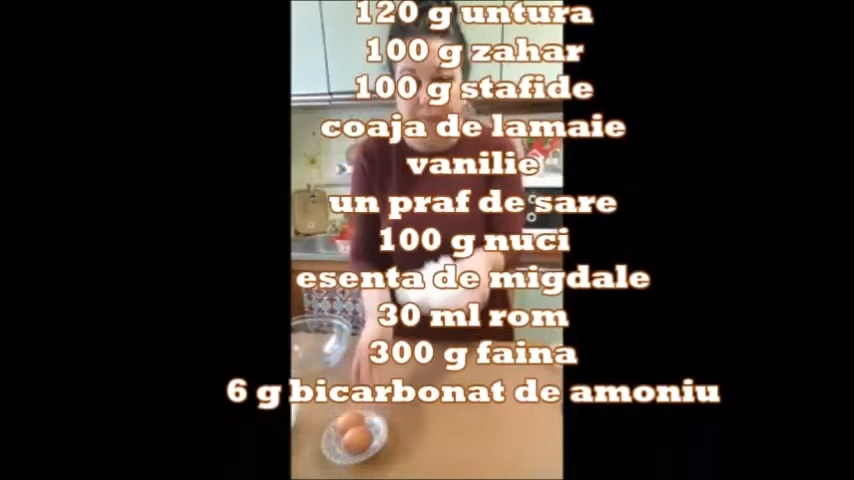 120 g untura
100 g zahar
100 g stafide
coaja de lamaie
vanilie
un praf de sare
100 g nuci
esenta de migdale
30 ml rom
300 g faina
6 g bicarbonat de amoniu